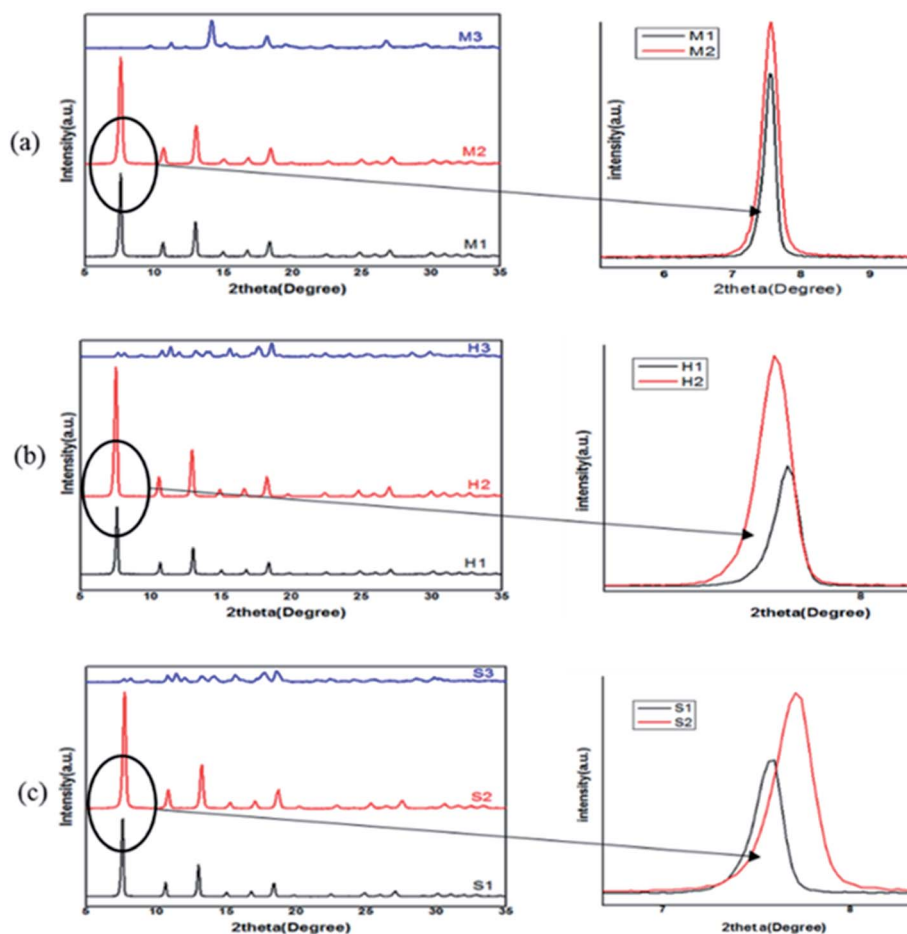 (a)
Intensity(a.u.)
M3
M2
M1
5 10 15 20 25 30 35
2theta(Degree)
M1
M2
intensity(a.u.)
6 7 8 9
2theta(Degree)
(b)
Intensity(a.u.)
H3
H2
H1
5 10 15 20 25 30 35
2theta(Degree)
H1
H2
intensity(a.u.)
8
2theta(Degree)
(c)
Intensity(a.u.)
S3
S2
S1
5 10 15 20 25 30 35
2theta(Degree)
S1
S2
intensity(a.u.)
7 8
2theta(Degree)